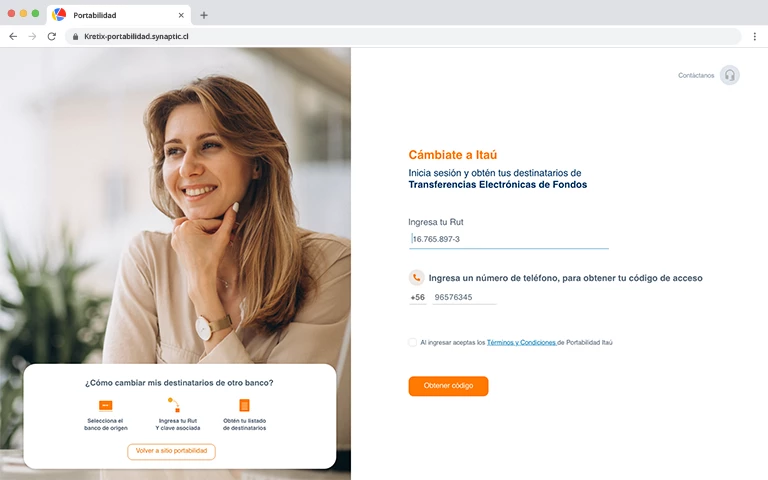 Portabilidad
Kretix-portabilidad.synaptic.cl
Contáctanos
Cámbiate a Itaú
Inicia sesión y obtén tus destinatarios de
Transferencias Electrónicas de Fondos
Ingresa tu Rut
16.765.897-3
Ingresa un número de teléfono, para obtener tu código de acceso
+56 96576345
Al ingresar aceptas los Términos y Condiciones de Portabilidad Itaú
Obtener código
¿Cómo cambiar mis destinatarios de otro banco?
Selecciona el
banco de origen
Ingresa tu Rut
Y clave asociada
Obtén tu listado
de destinatarios
Volver a sitio portabilidad